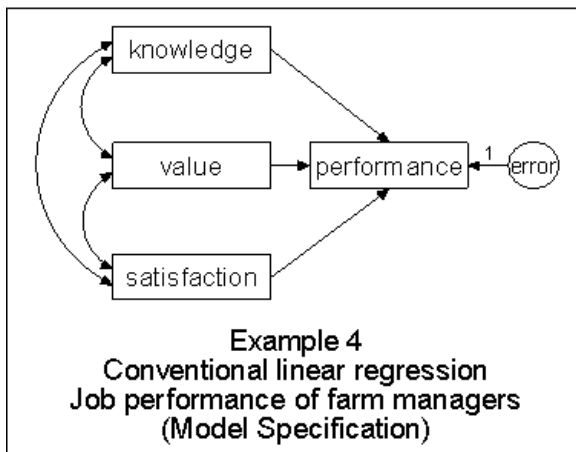 knowledge
value
performance
1
error
satisfaction
Example 4
Conventional linear regression
Job performance of farm managers
(Model Specification)